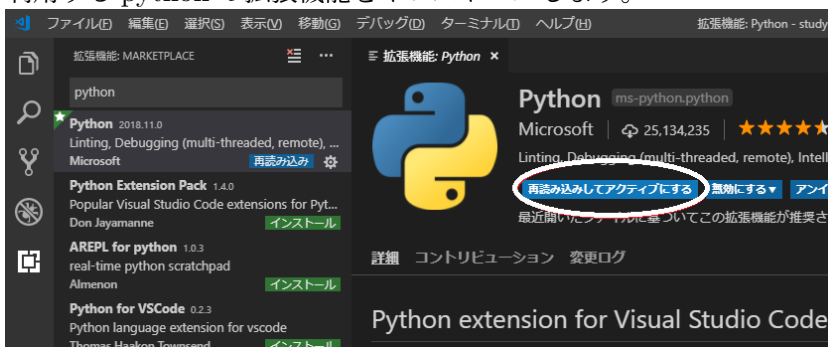 ファイル(F) 編集(E) 選択(S) 表示(V) 移動(G) デバッグ(D) ターミナル(T) ヘルプ(H) 拡張機能: Python - study
拡張機能: MARKETPLACE
python
Python 2018.11.0
Linting, Debugging (multi-threaded, remote), ...
Microsoft 再読み込み
Python Extension Pack 1.4.0
Popular Visual Studio Code extensions for Pyt...
Don Jayamanne インストール
AREPL for python 1.0.3
real-time python scratchpad
Almenon インストール
Python for VSCode 0.2.3
Python language extension for vscode
Thomas Haakon Townsend インストール
拡張機能: Python ×
Python ms-python.python
Microsoft 25,134,235
Linting, Debugging (multi-threaded, remote), Intell
再読み込みしてアクティブにする 無効にする アンイ
最近開いたファイルに基づいてこの拡張機能が推奨さ
詳細 コントリビューション 変更ログ
Python extension for Visual Studio Code